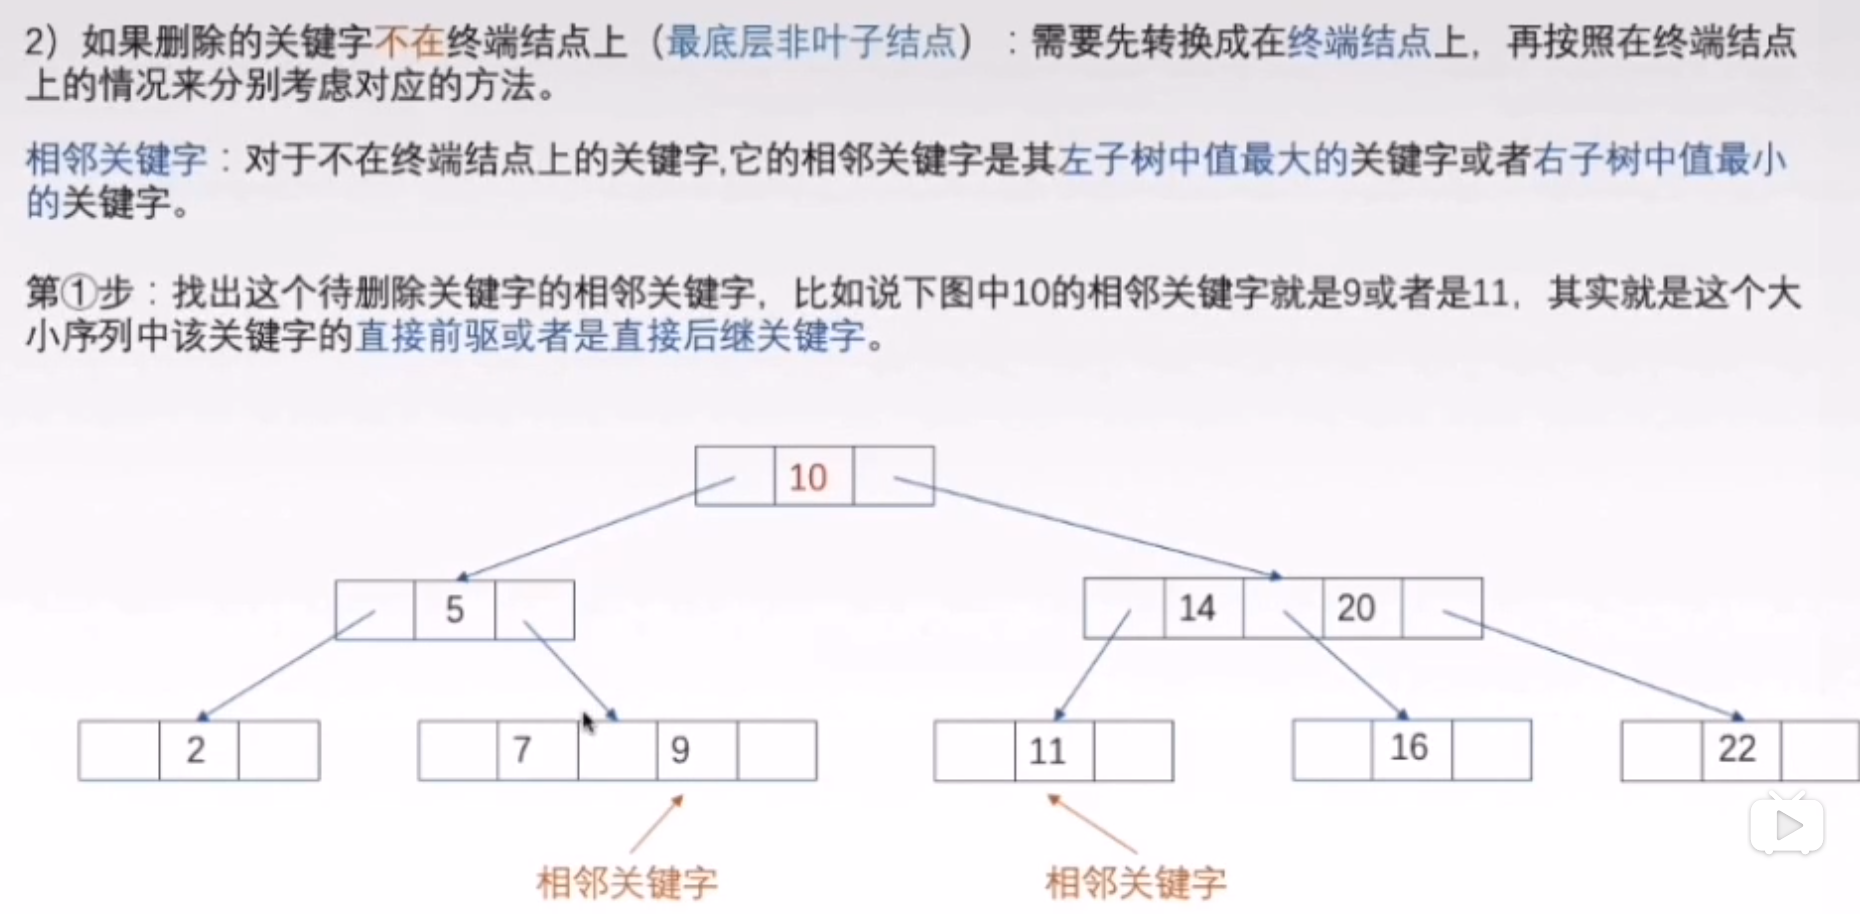 2）如果删除的关键字不在终端结点上（最底层非叶子结点）：需要先转换成在终端结点上，再按照在终端结点
上的情况来分别考虑对应的方法。
相邻关键字：对于不在终端结点上的关键字,它的相邻关键字是其左子树中值最大的关键字或者右子树中值最小
的关键字。
第①步：找出这个待删除关键字的相邻关键字，比如说下图中10的相邻关键字就是9或者是11，其实就是这个大
小序列中该关键字的直接前驱或者是直接后继关键字。
10
5 14 20
2 7 9 11 16 22
相邻关键字 相邻关键字